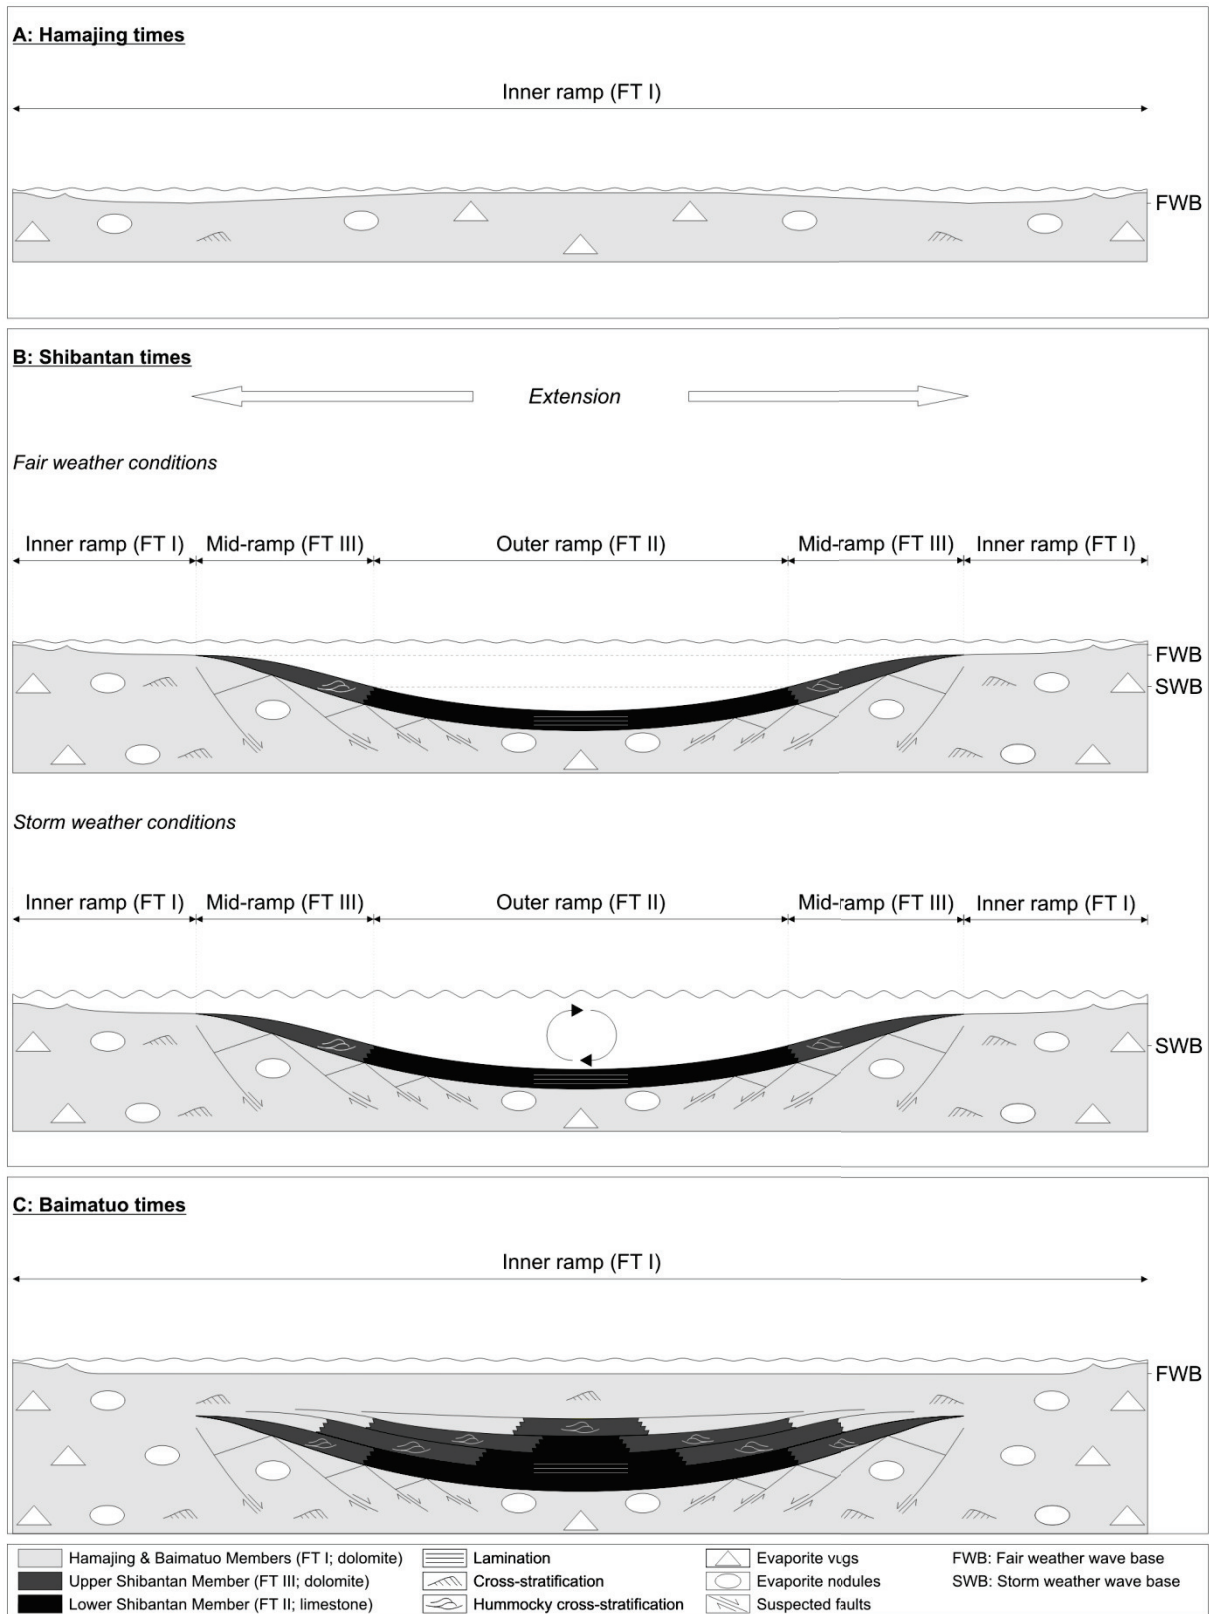 A: Hamajing times
Inner ramp (FT I)
FWB
B: Shibantan times
Extension
Fair weather conditions
Inner ramp (FT I) Mid-ramp (FT III) Outer ramp (FT II) Mid-ramp (FT III) Inner ramp (FT I)
FWB
SWB
Storm weather conditions
Inner ramp (FT I) Mid-ramp (FT III) Outer ramp (FT II) Mid-ramp (FT III) Inner ramp (FT I)
SWB
C: Baimatuo times
Inner ramp (FT I)
FWB
Hamajing & Baimatuo Members (FT I; dolomite) Lamination Evaporite vugs FWB: Fair weather wave base
Upper Shibantan Member (FT III; dolomite) Cross-stratification Evaporite nodules SWB: Storm weather wave base
Lower Shibantan Member (FT II; limestone) Hummocky cross-stratification Suspected faults